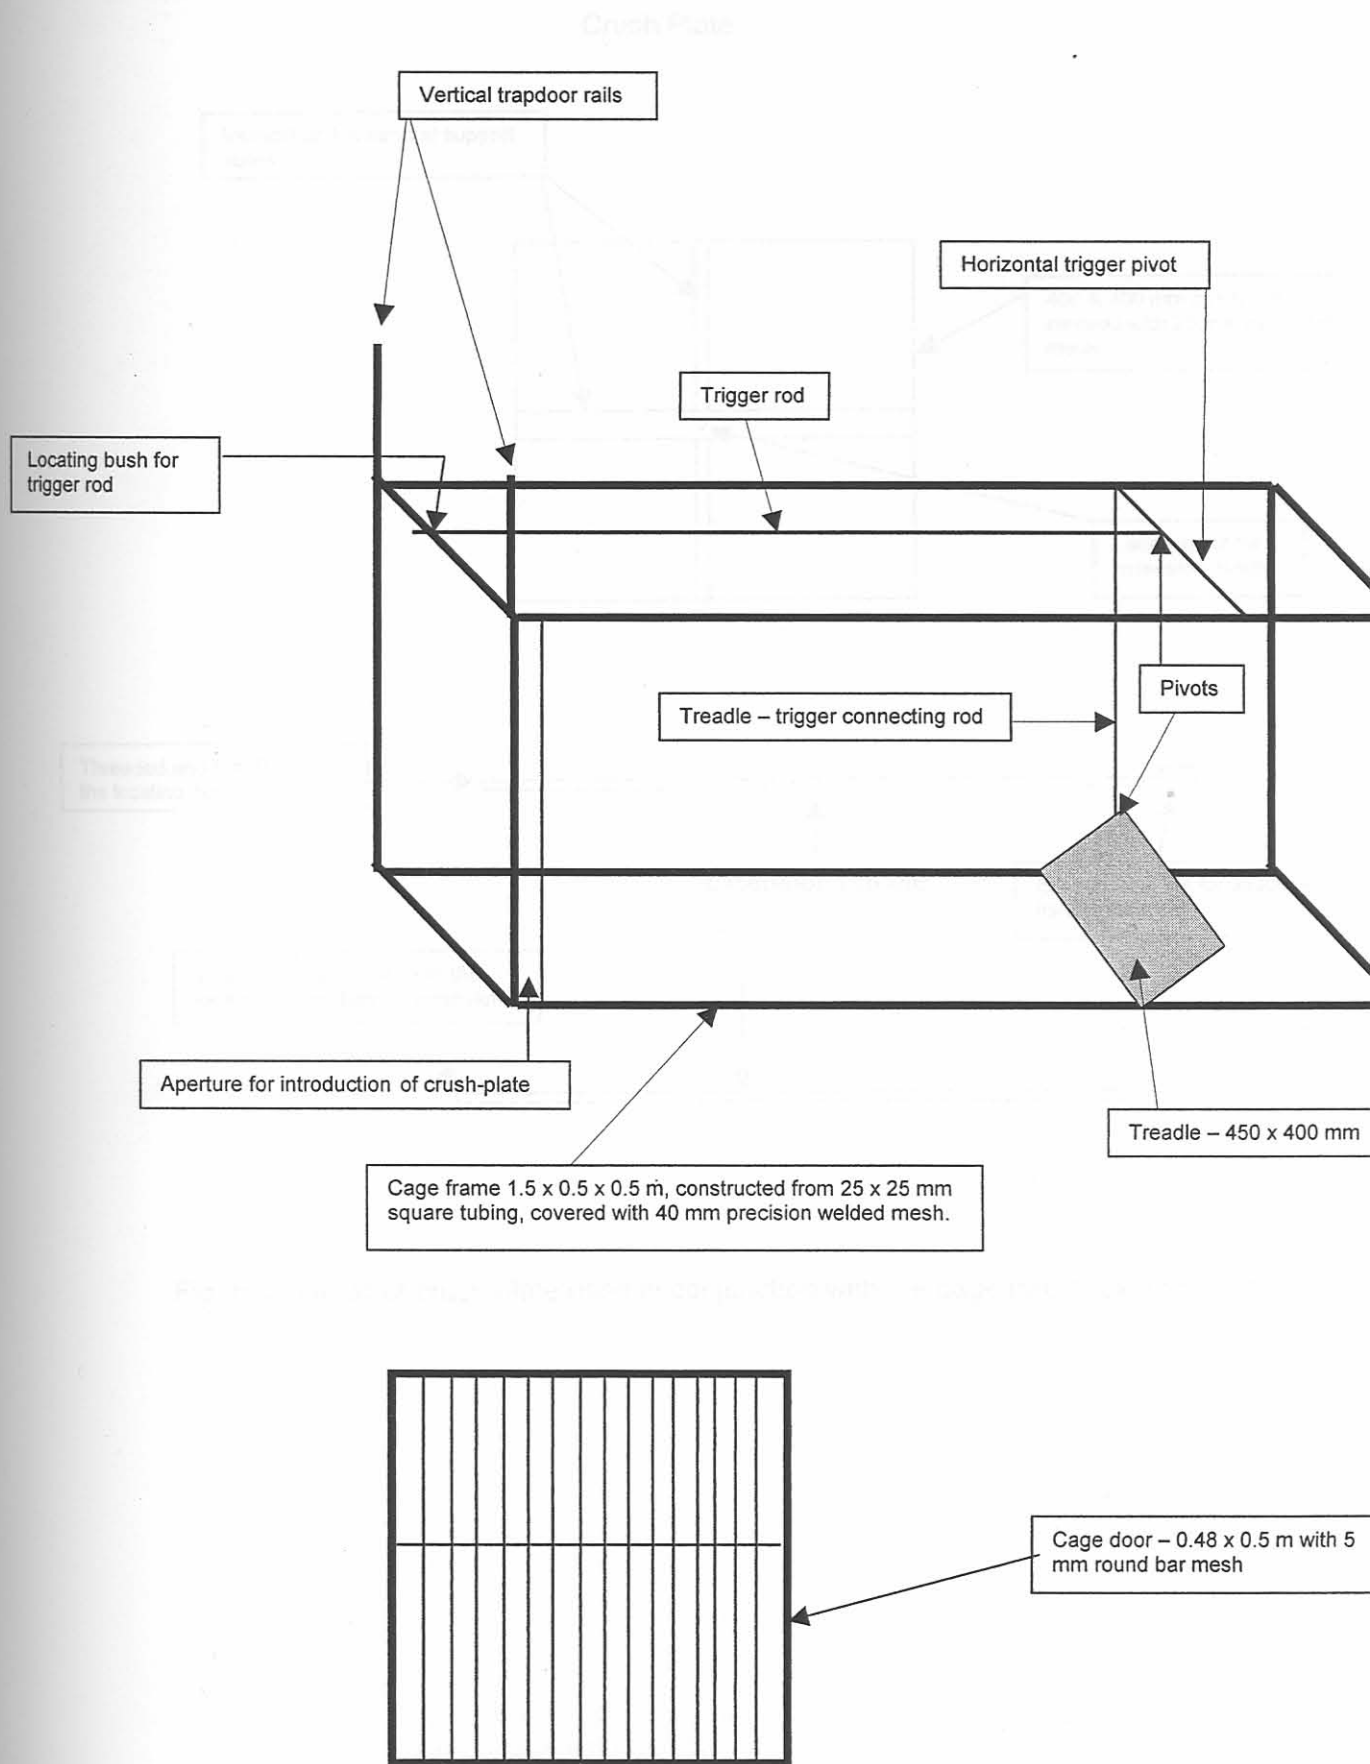 Crush Plate
Vertical trapdoor rails
Horizontal trigger pivot
Trigger rod
Locating bush for
trigger rod
Pivots
Treadle – trigger connecting rod
Aperture for introduction of crush-plate
Treadle – 450 x 400 mm
Cage frame 1.5 x 0.5 x 0.5 m, constructed from 25 x 25 mm
square tubing, covered with 40 mm precision welded mesh.
Cage door – 0.48 x 0.5 m with 5
mm round bar mesh